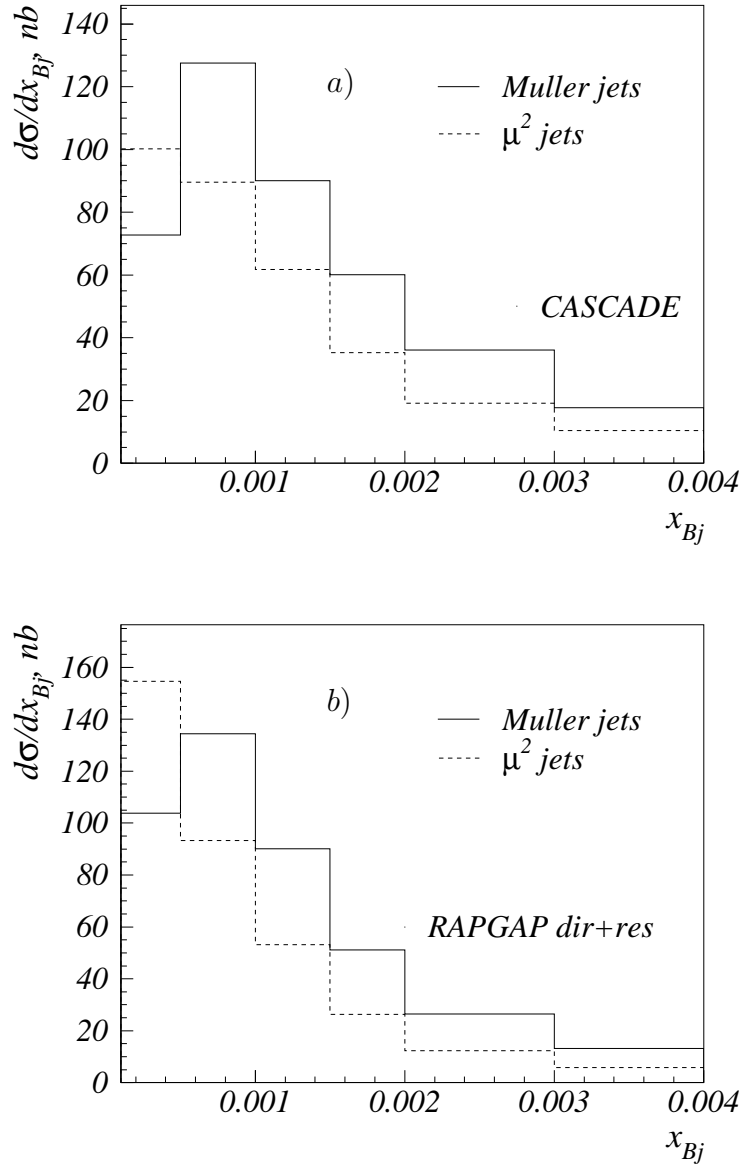 dσ/dx_Bj, nb
140
120
100
80
60
40
20
0
a)
Muller jets
μ² jets
CASCADE
0.001 0.002 0.003 0.004
x_Bj
dσ/dx_Bj, nb
160
140
120
100
80
60
40
20
0
b)
Muller jets
μ² jets
RAPGAP dir+res
0.001 0.002 0.003 0.004
x_Bj